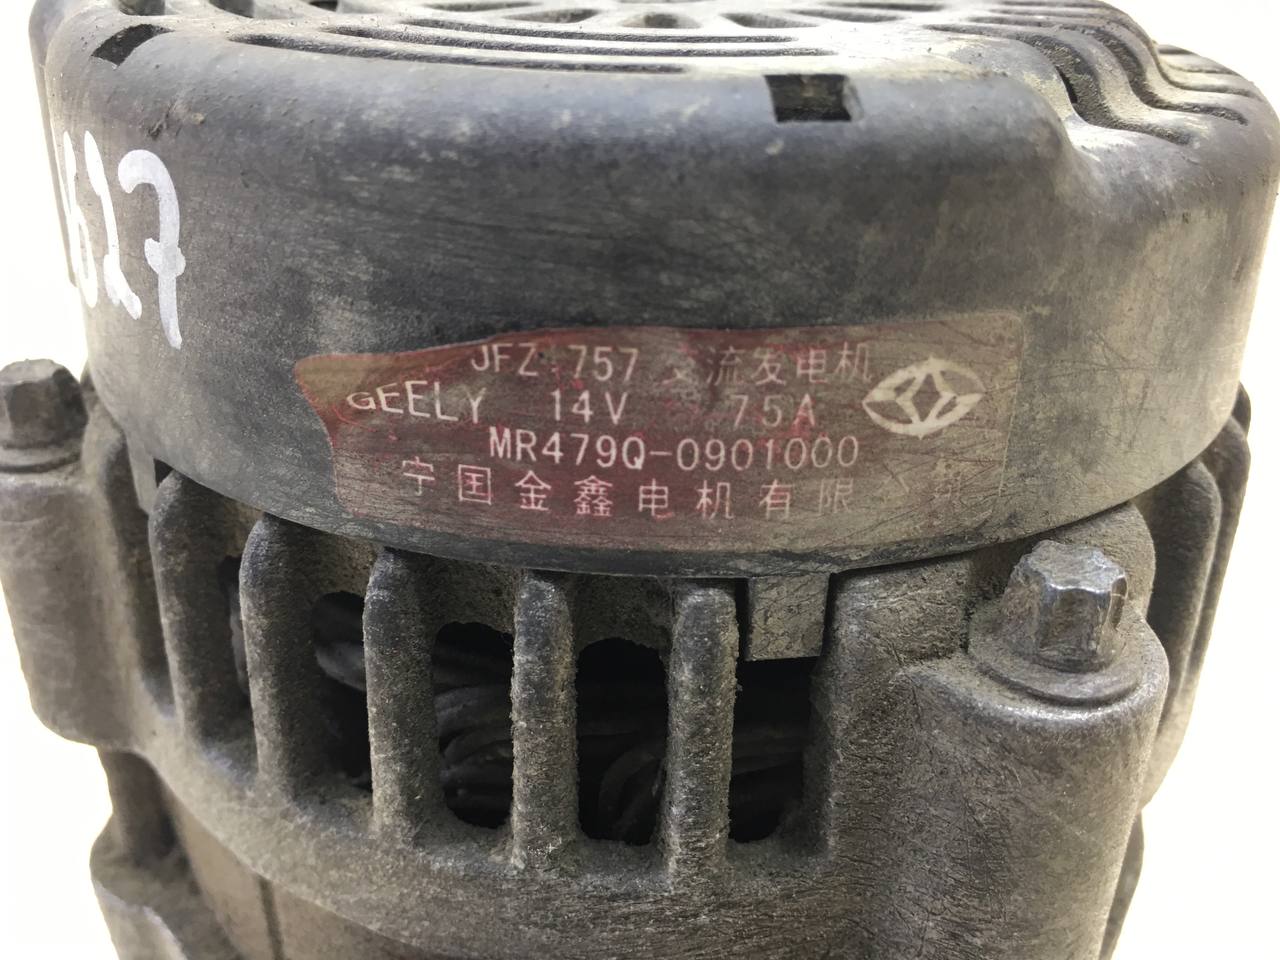 627
JFZ 757 交流发电机
GEELY 14V 75A
MR479Q-0901000
宁国金鑫电机有限